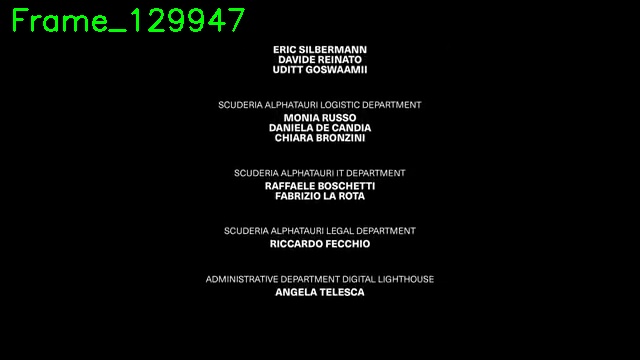 Frame_129947
ERIC SILBERMANN
DAVIDE REINATO
UDITT GOSWAAMII
SCUDERIA ALPHATAURI LOGISTIC DEPARTMENT
MONIA RUSSO
DANIELA DE CANDIA
CHIARA BRONZINI
SCUDERIA ALPHATAURI IT DEPARTMENT
RAFFAELE BOSCHETTI
FABRIZIO LA ROTA
SCUDERIA ALPHATAURI LEGAL DEPARTMENT
RICCARDO FECCHIO
ADMINISTRATIVE DEPARTMENT DIGITAL LIGHTHOUSE
ANGELA TELESCA